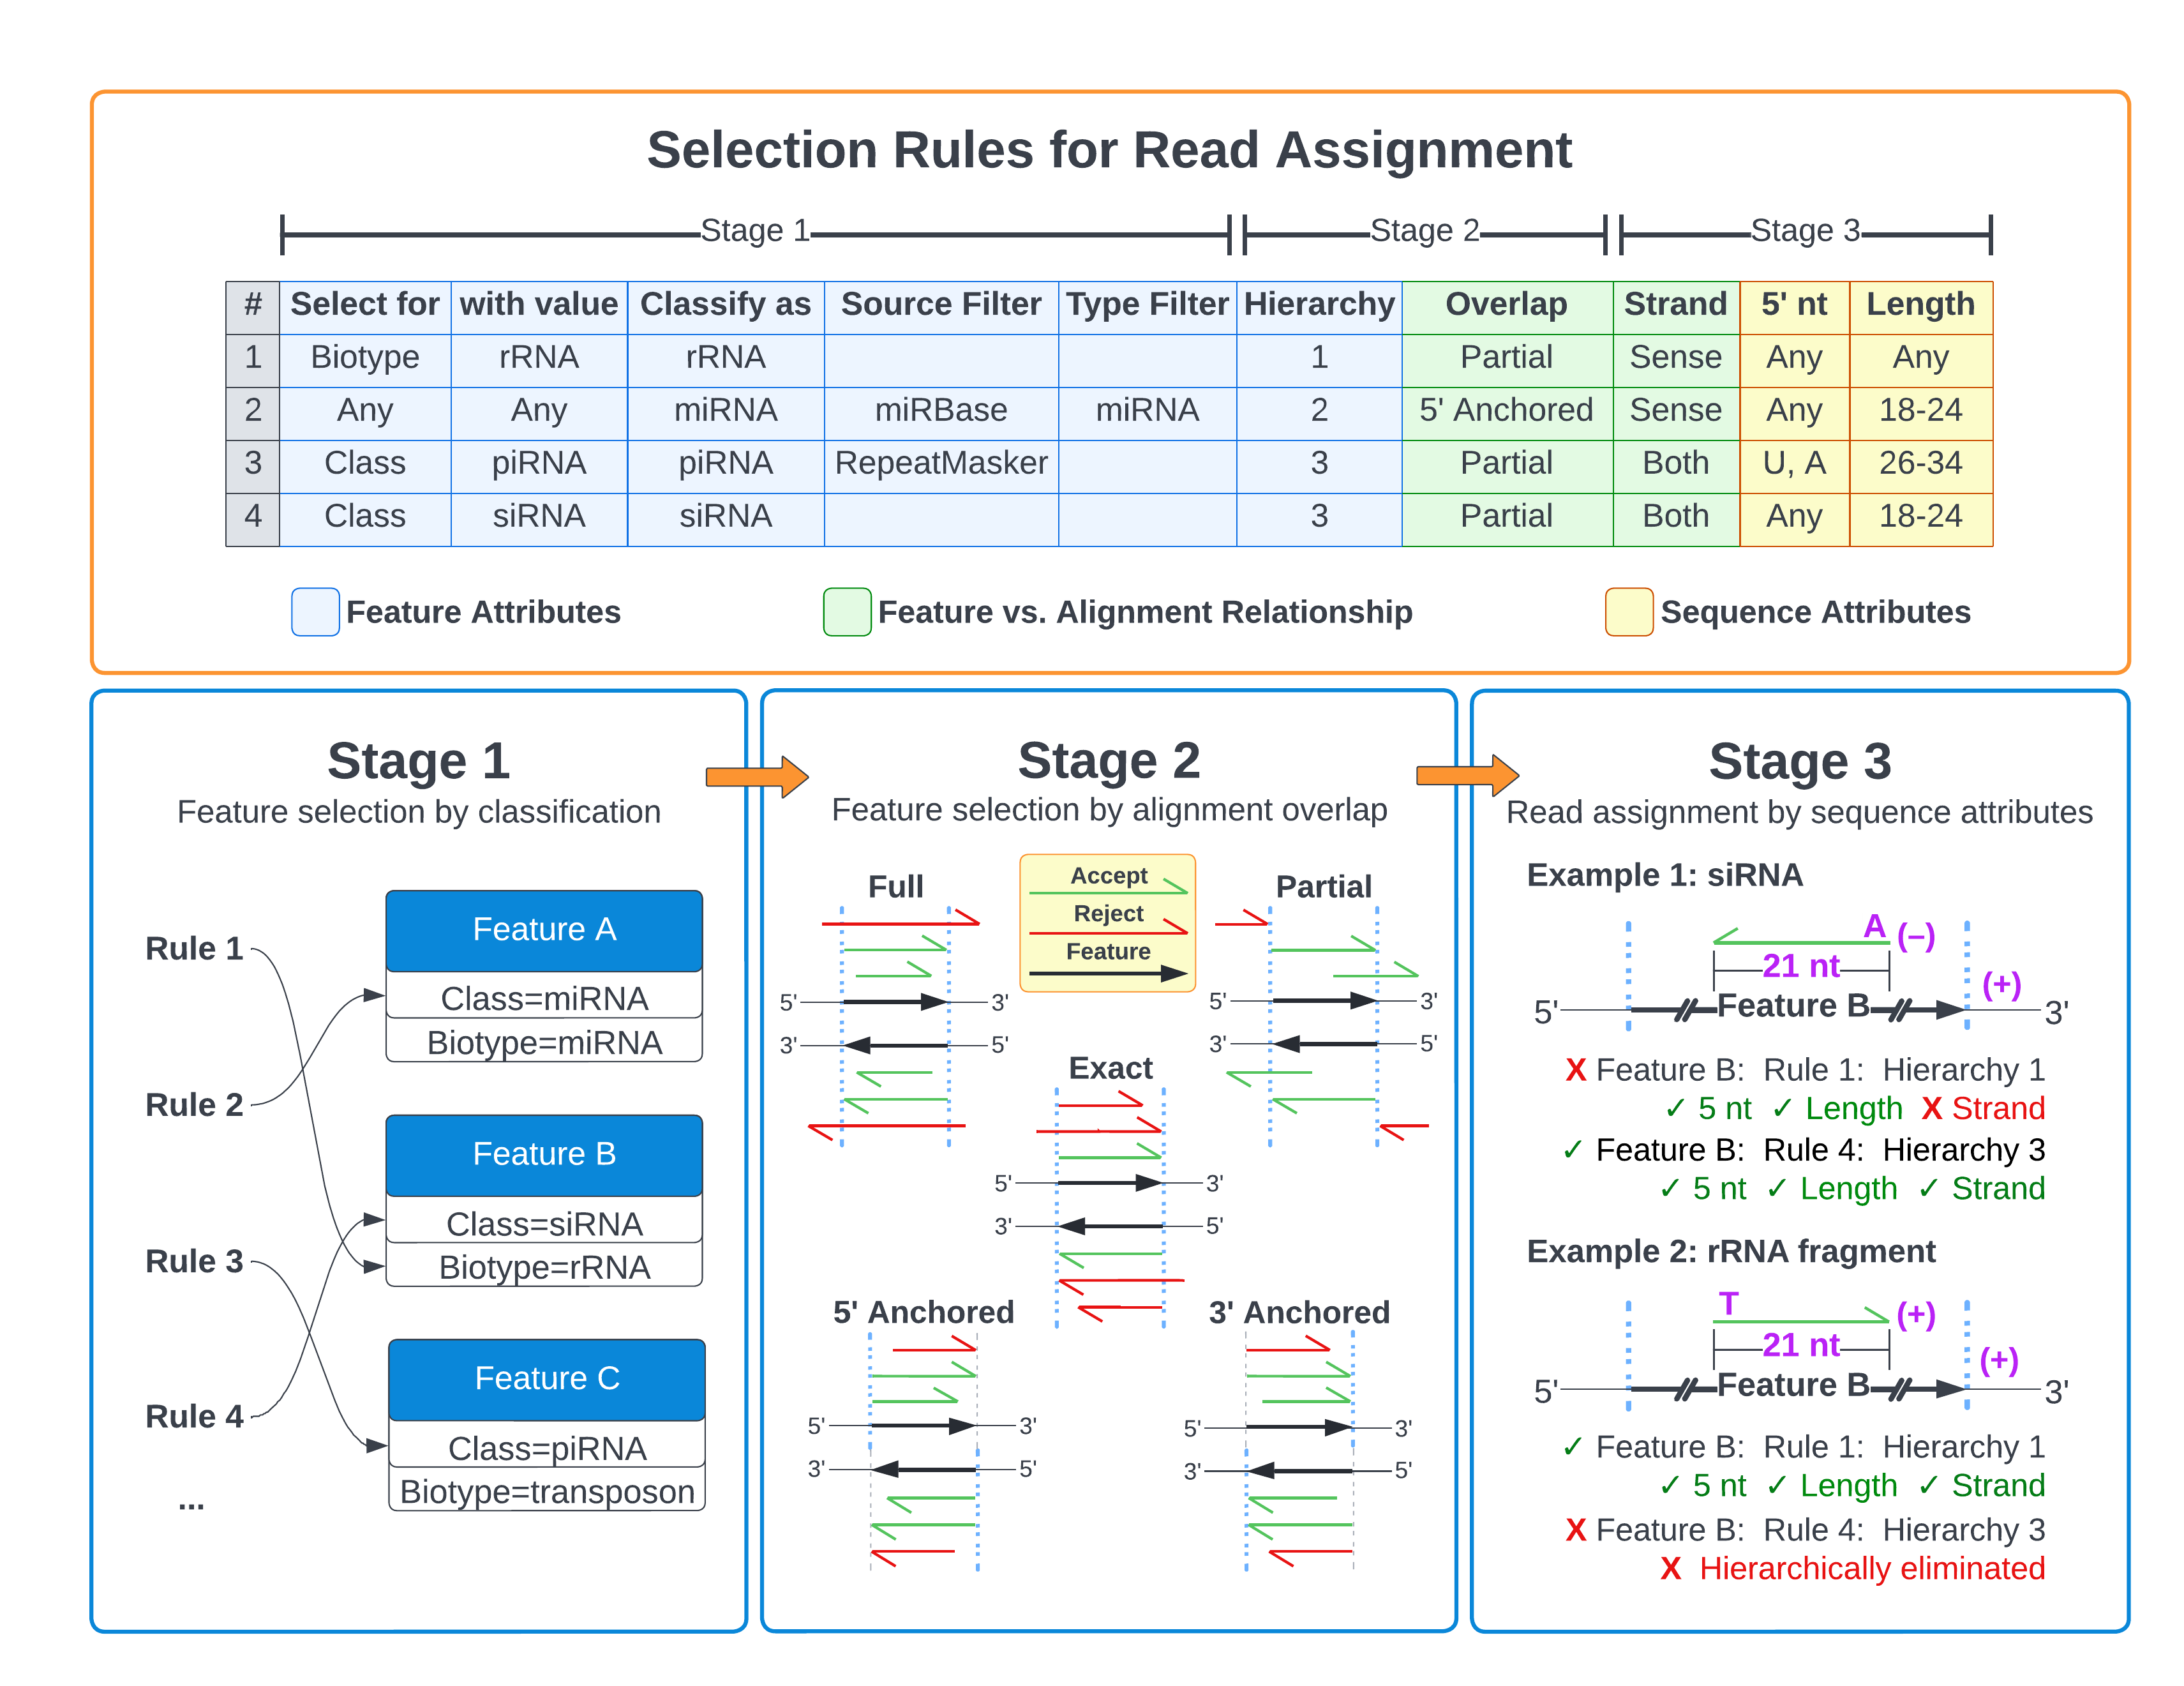 Selection Rules for Read Assignment
Stage 1 Stage 2 Stage 3
# Select for with value Classify as Source Filter Type Filter Hierarchy Overlap Strand 5' nt Length
1 Biotype rRNA rRNA 1 Partial Sense Any Any
2 Any Any miRNA miRBase miRNA 2 5' Anchored Sense Any 18-24
3 Class piRNA piRNA RepeatMasker 3 Partial Both U, A 26-34
4 Class siRNA siRNA 3 Partial Both Any 18-24
Feature Attributes Feature vs. Alignment Relationship Sequence Attributes
Stage 1
Feature selection by classification
Rule 1
Rule 2
Rule 3
Rule 4
...
Feature A
Class=miRNA
Biotype=miRNA
Feature B
Class=siRNA
Biotype=rRNA
Feature C
Class=piRNA
Biotype=transposon
Stage 2
Feature selection by alignment overlap
Full
5' 3'
3' 5'
Accept
Reject
Feature
Partial
5' 3'
3' 5'
Exact
5' 3'
3' 5'
5' Anchored
5' 3'
3' 5'
3' Anchored
5' 3'
3' 5'
Stage 3
Read assignment by sequence attributes
Example 1: siRNA
A (–)
21 nt
(+)
5' Feature B 3'
X Feature B: Rule 1: Hierarchy 1
✓ 5 nt ✓ Length X Strand
✓ Feature B: Rule 4: Hierarchy 3
✓ 5 nt ✓ Length ✓ Strand
Example 2: rRNA fragment
T (+)
21 nt
(+)
5' Feature B 3'
✓ Feature B: Rule 1: Hierarchy 1
✓ 5 nt ✓ Length ✓ Strand
X Feature B: Rule 4: Hierarchy 3
X Hierarchically eliminated